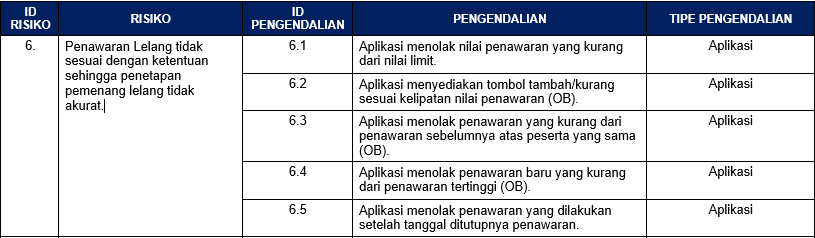 ID RISIKO
RISIKO
ID PENGENDALIAN
PENGENDALIAN
TIPE PENGENDALIAN
6.
Penawaran Lelang tidak
sesuai dengan ketentuan
sehingga penetapan
pemenang lelang tidak
akurat.
6.1
Aplikasi menolak nilai penawaran yang kurang
dari nilai limit.
Aplikasi
6.2
Aplikasi menyediakan tombol tambah/kurang
sesuai kelipatan nilai penawaran (OB).
Aplikasi
6.3
Aplikasi menolak penawaran yang kurang dari
penawaran sebelumnya atas peserta yang sama
(OB).
Aplikasi
6.4
Aplikasi menolak penawaran baru yang kurang
dari penawaran tertinggi (OB).
Aplikasi
6.5
Aplikasi menolak penawaran yang dilakukan
setelah tanggal ditutupnya penawaran.
Aplikasi